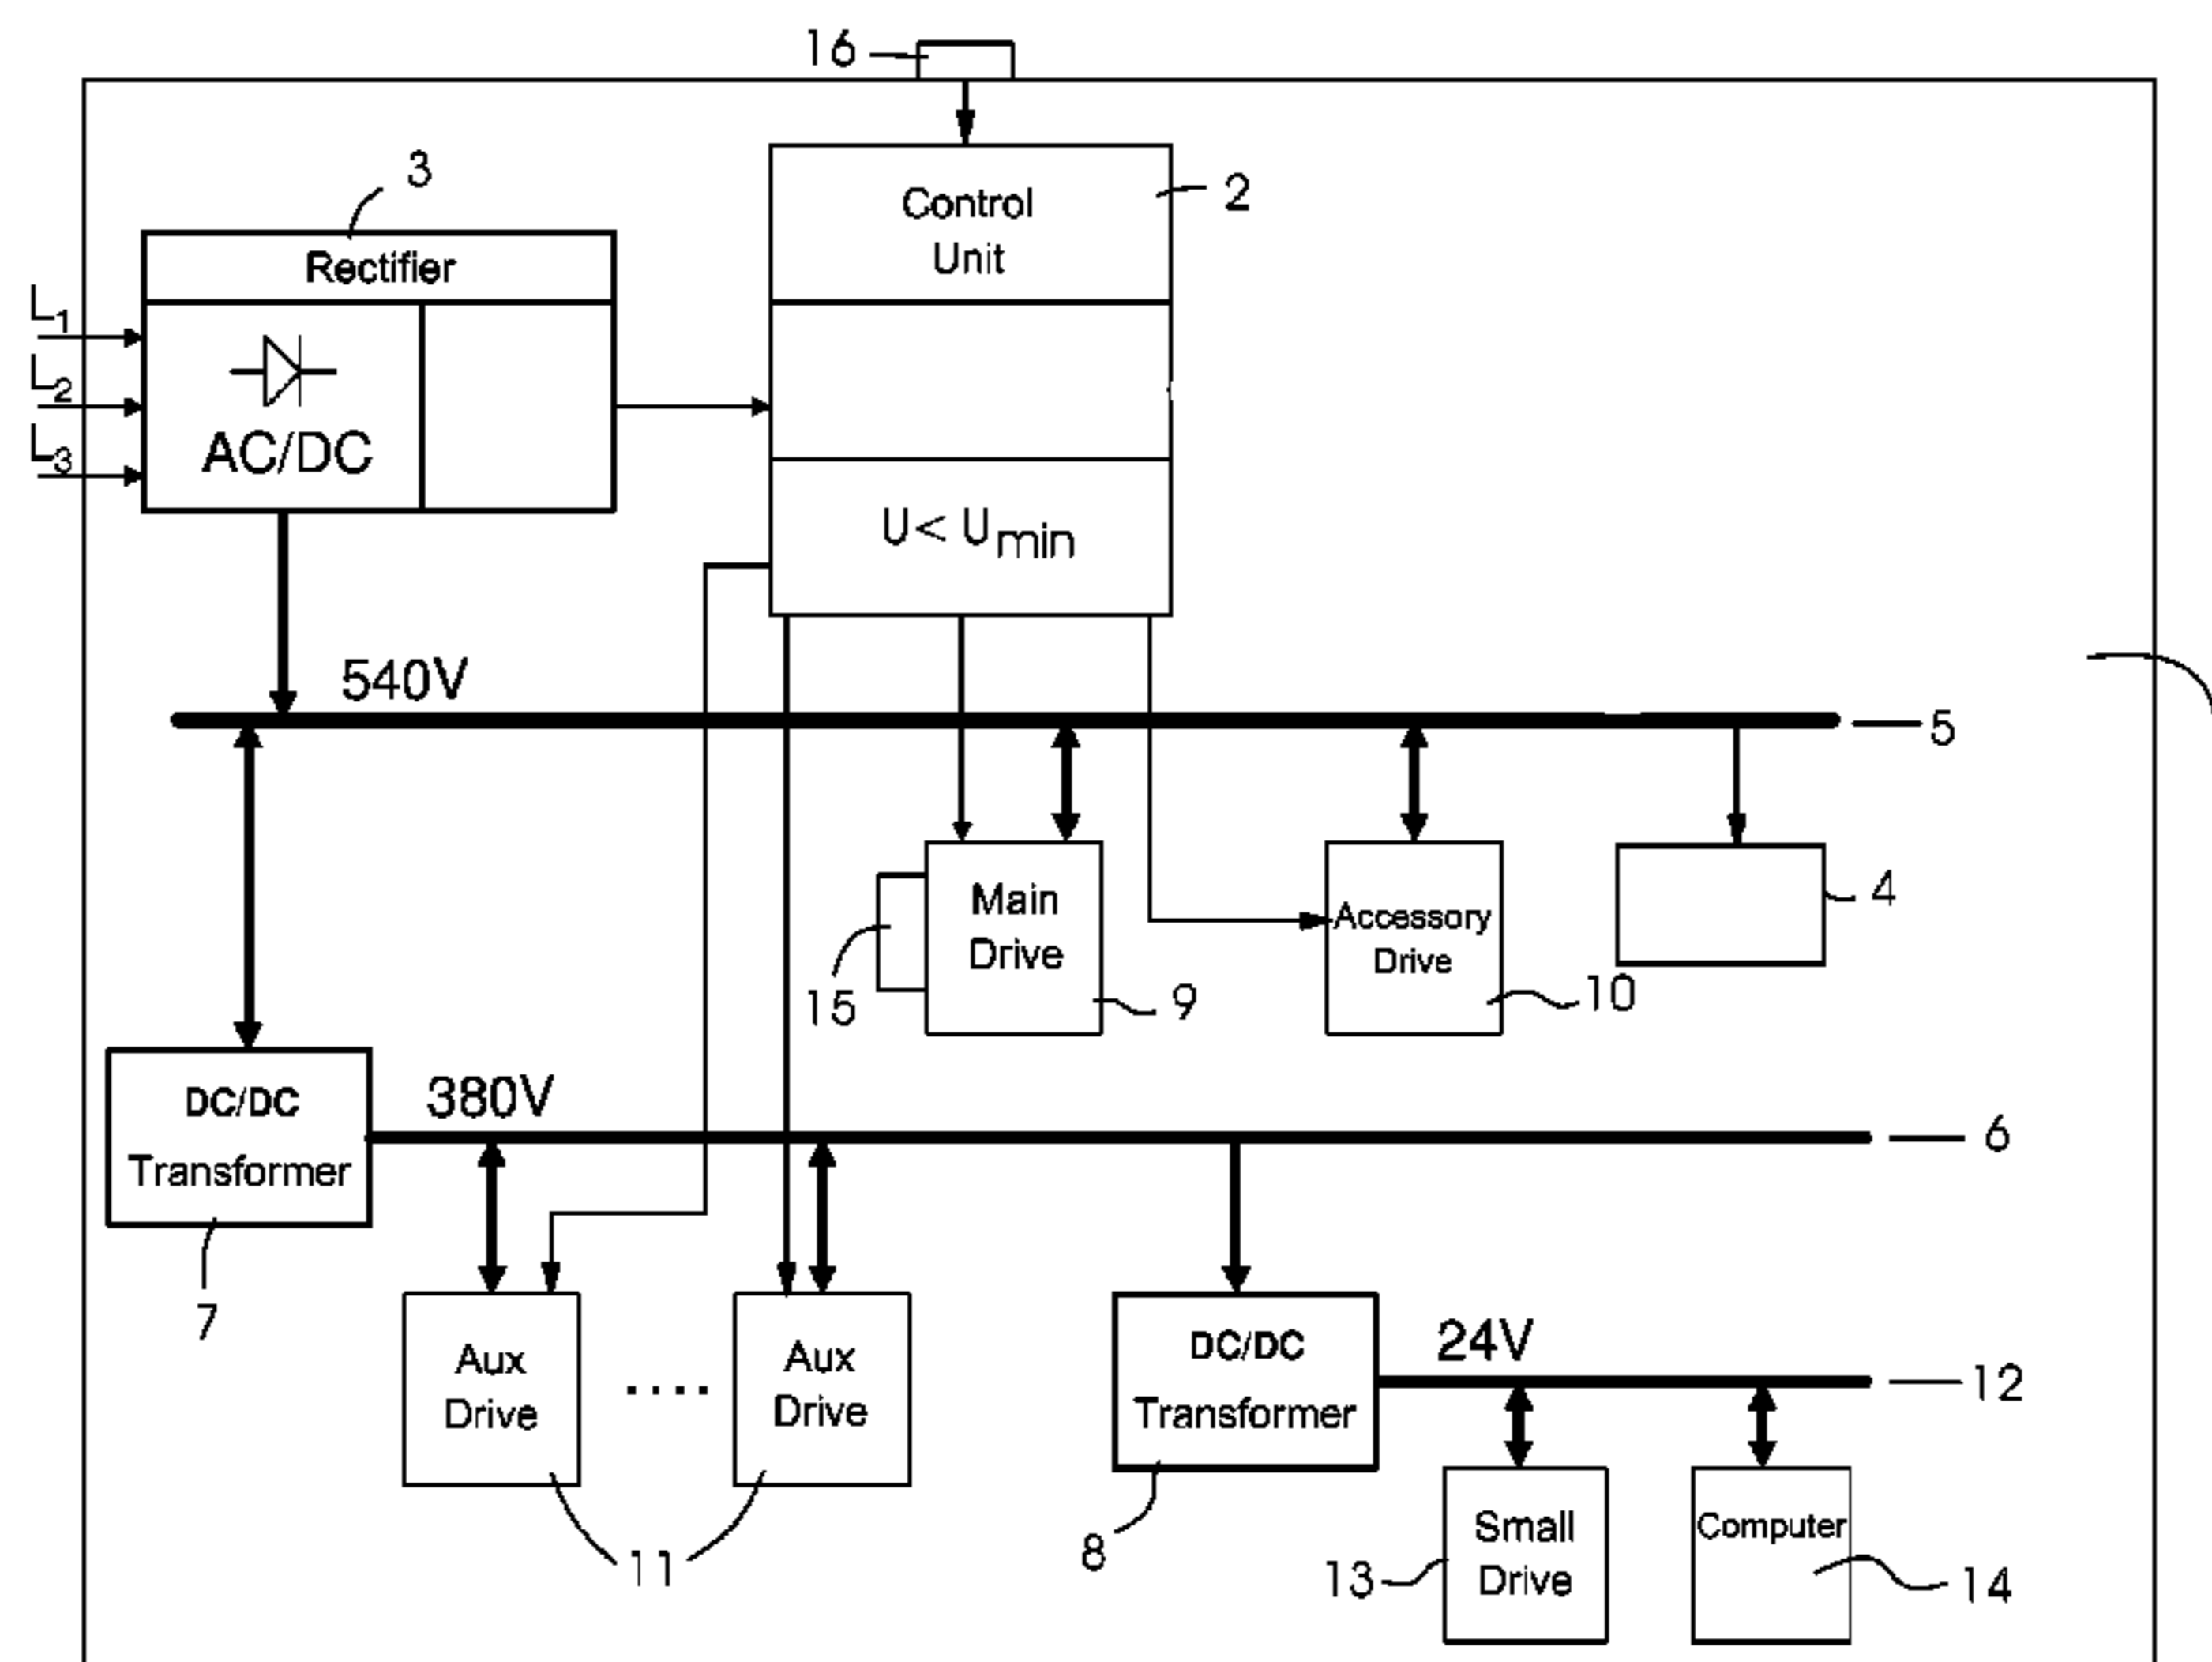 16
3
Control
Unit
2
Rectifier
L1
L2
L3
AC/DC
U< Umin
540V
5
Main
Drive
Accessory
Drive
4
15
9
10
DC/DC
Transformer
380V
6
7
Aux
Drive
....
Aux
Drive
DC/DC
Transformer
24V
12
11
8
Small
Drive
Computer
13
14